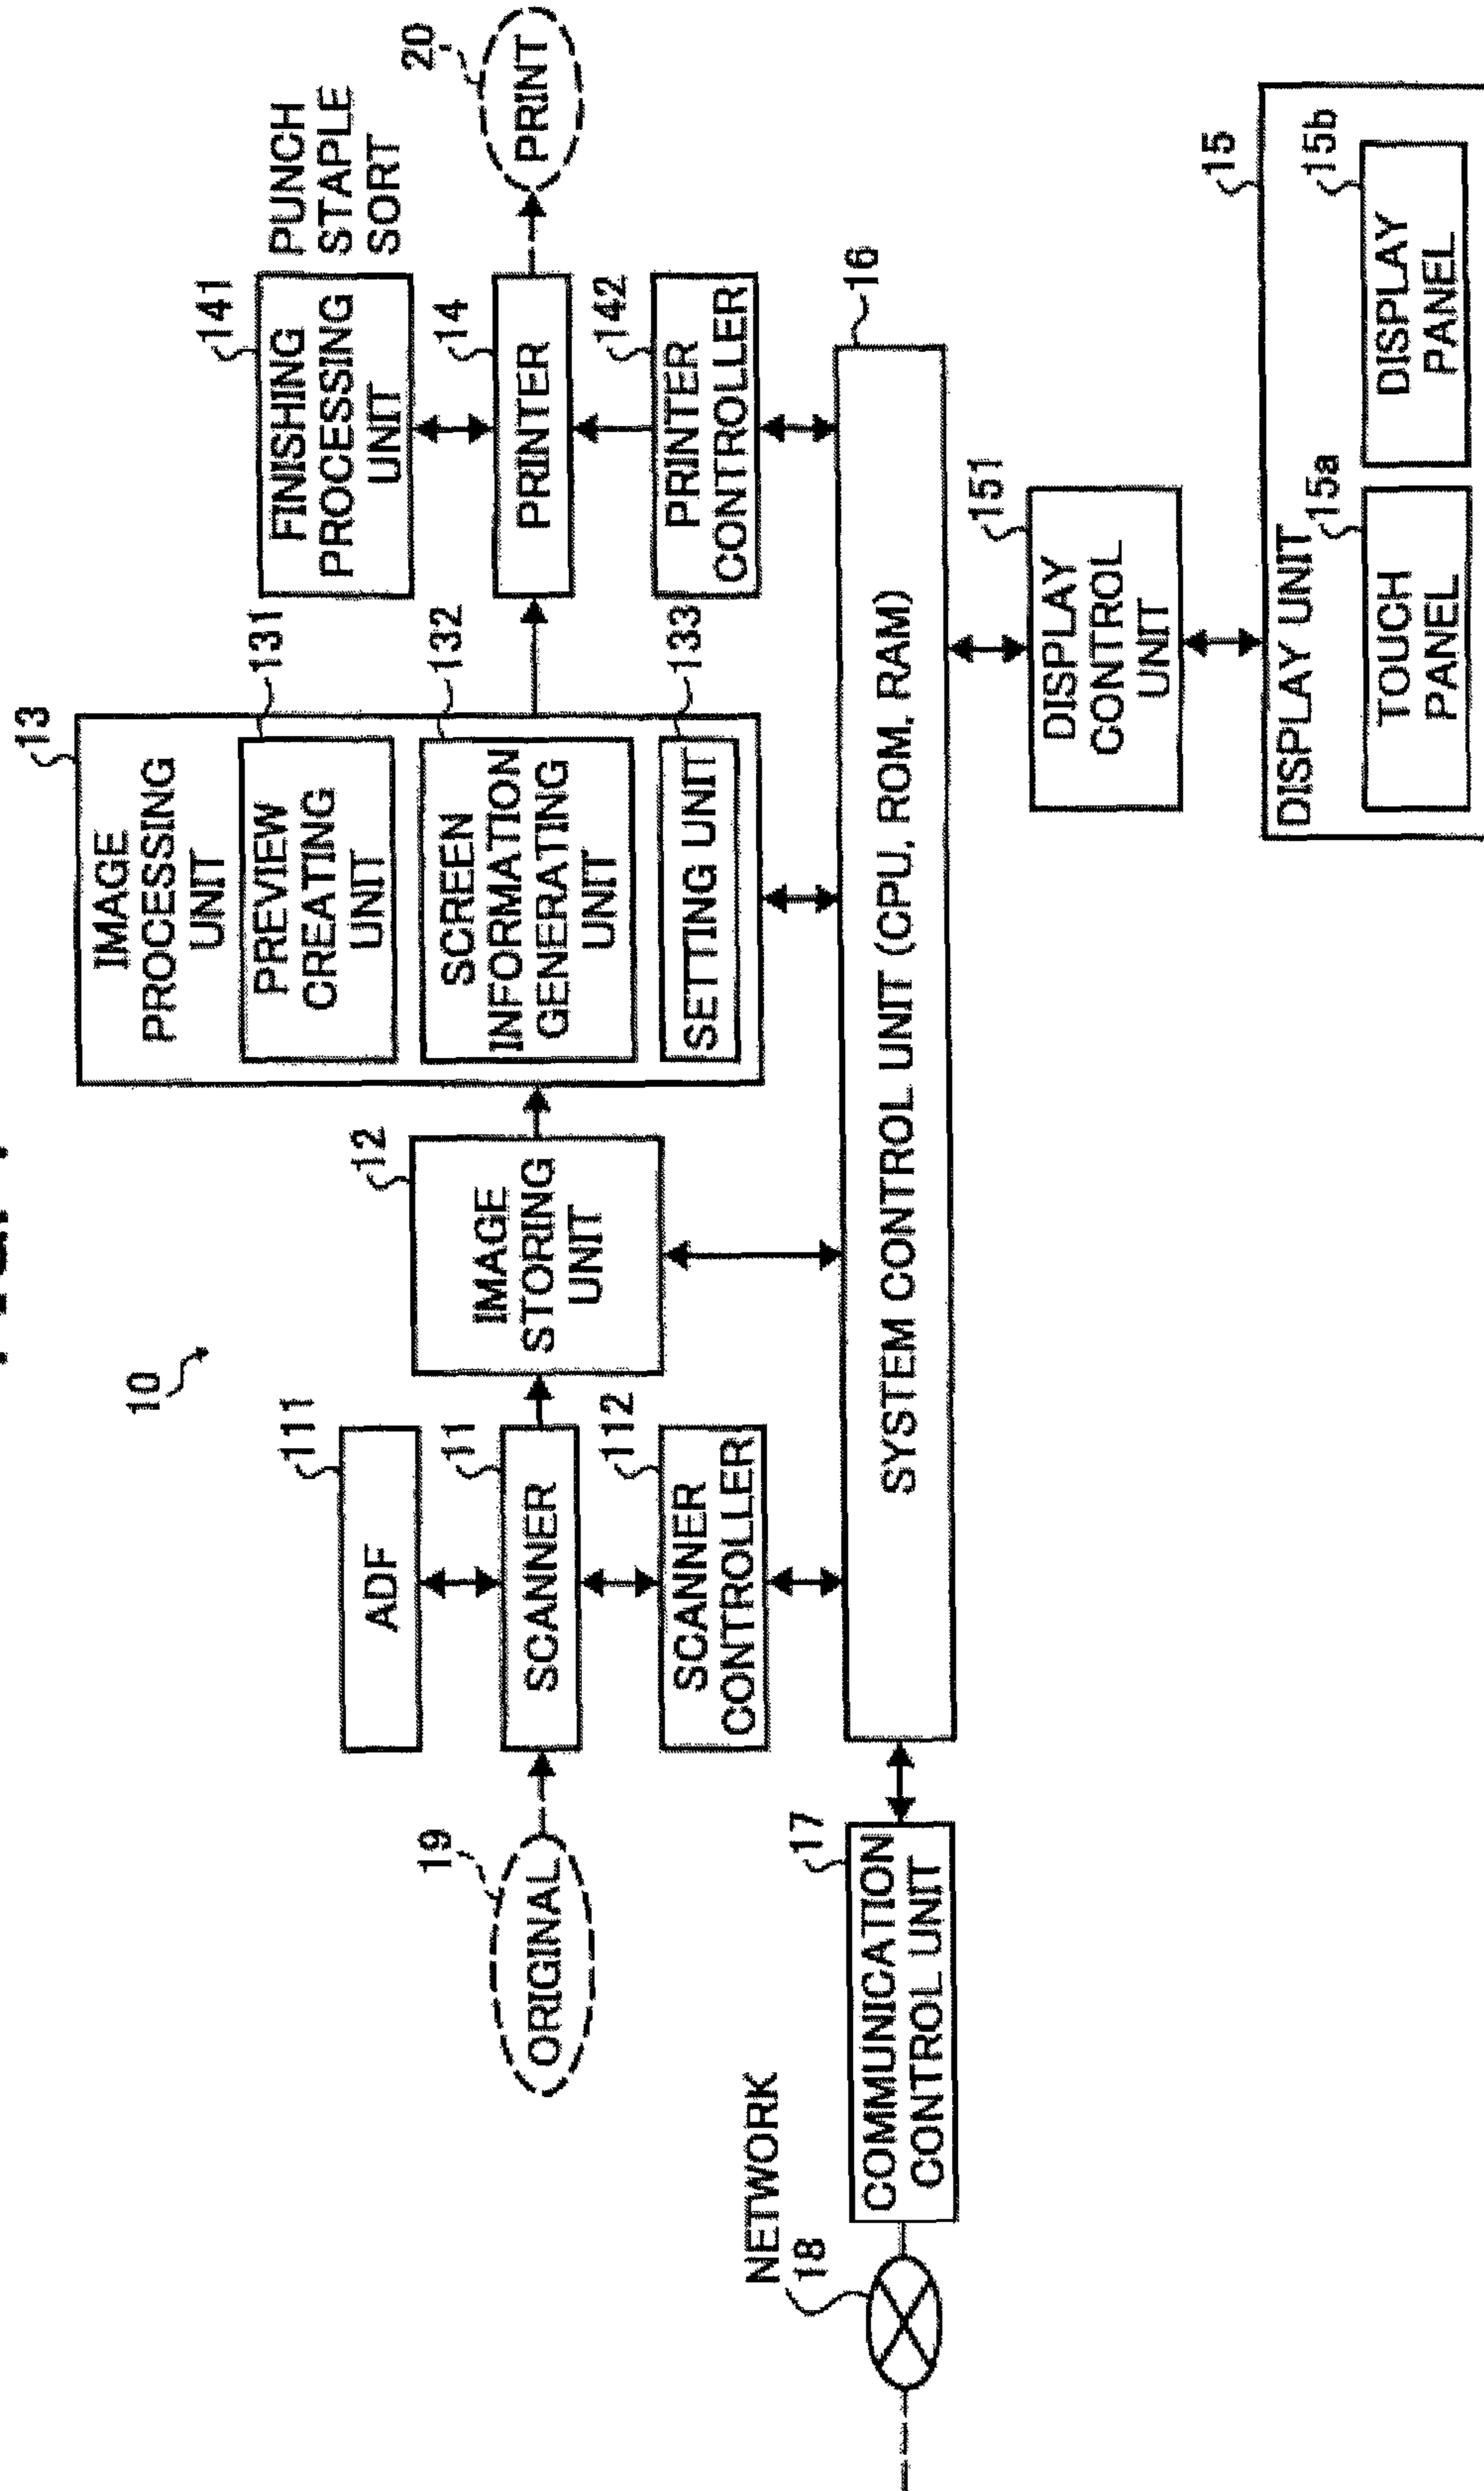 10
13
IMAGE
PROCESSING
UNIT
131
PREVIEW
CREATING
UNIT
132
SCREEN
INFORMATION
GENERATING
UNIT
133
SETTING UNIT
141
FINISHING
PROCESSING
UNIT
PUNCH
STAPLE
SORT
111
ADF
19
ORIGINAL
11
SCANNER
12
IMAGE
STORING
UNIT
14
PRINTER
20
PRINT
112
SCANNER
CONTROLLER
142
PRINTER
CONTROLLER
NETWORK
18
17
COMMUNICATION
CONTROL UNIT
16
SYSTEM CONTROL UNIT (CPU, ROM, RAM)
151
DISPLAY
CONTROL
UNIT
15
DISPLAY UNIT
15a
TOUCH
PANEL
15b
DISPLAY
PANEL